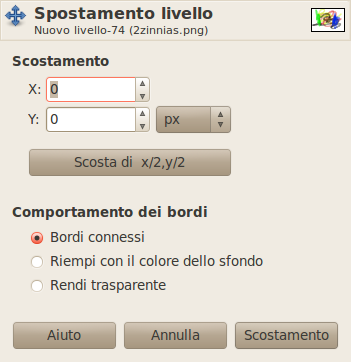 Spostamento livello
Nuovo livello-74 (2zinnias.png)
Scostamento
X: 0
Y: 0 px
Scosta di x/2,y/2
Comportamento dei bordi
Bordi connessi
Riempi con il colore dello sfondo
Rendi trasparente
Aiuto Annulla Scostamento